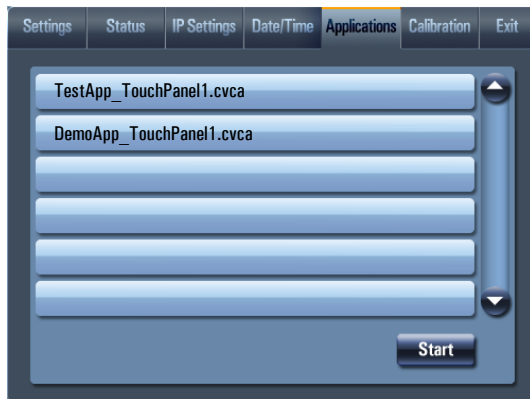 Settings Status IP Settings Date/Time Applications Calibration Exit
TestApp_TouchPanel1.cvca
DemoApp_TouchPanel1.cvca
Start